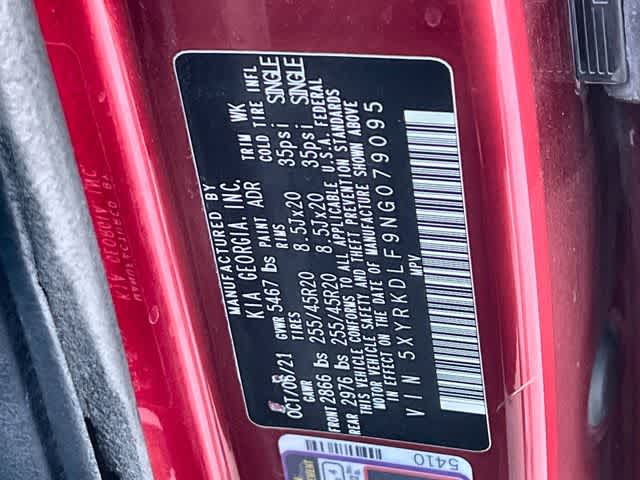 MANUFACTURED BY
KIA GEORGIA, INC.
OCT/06/21 GVWR 5467 lbs PAINT ADR TRIM WK
GAWR TIRES RIMS COLD TIRE INFL
FRONT 2866 lbs 255/45R20 8.5Jx20 35psi SINGLE
REAR 2976 lbs 255/45R20 8.5Jx20 35psi SINGLE
THIS VEHICLE CONFORMS TO ALL APPLICABLE U.S.A. FEDERAL
MOTOR VEHICLE SAFETY AND THEFT PREVENTION STANDARDS
IN EFFECT ON THE DATE OF MANUFACTURE SHOWN ABOVE
VIN 5XYRKDLF9NG079095
MPV
5410